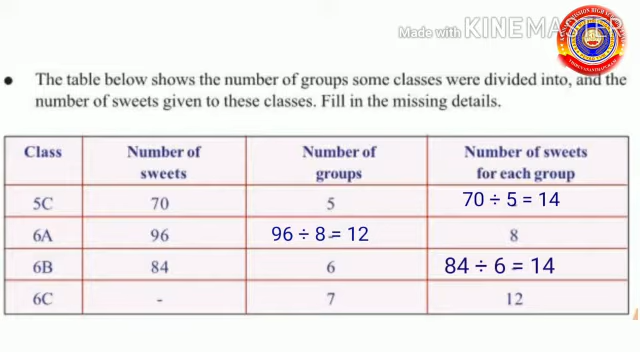 Made with KINEMASTER
● The table below shows the number of groups some classes were divided into, and the
number of sweets given to these classes. Fill in the missing details.
Class Number of sweets Number of groups Number of sweets for each group
5C 70 5 70 ÷ 5 = 14
6A 96 96 ÷ 8 = 12 8
6B 84 6 84 ÷ 6 = 14
6C - 7 12